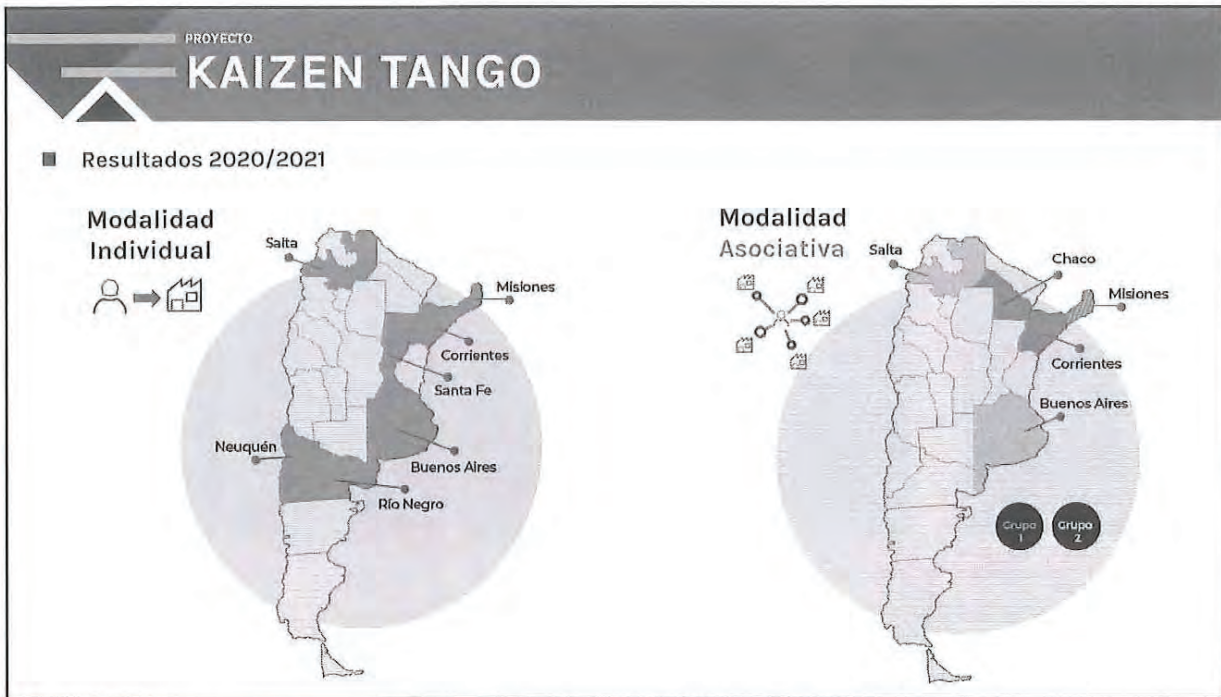 PROYECTO
KAIZEN TANGO
Resultados 2020/2021
Modalidad
Individual
Salta
Misiones
Corrientes
Santa Fe
Neuquén
Buenos Aires
Río Negro
Modalidad
Asociativa
Salta
Chaco
Misiones
Corrientes
Buenos Aires
Grupo
1
Grupo
2